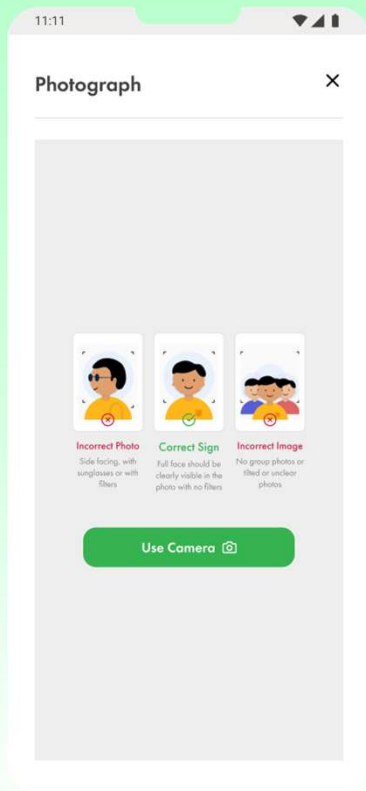 11:11
Photograph
Incorrect Photo
Side facing, with
sunglasses or with
filters
Correct Sign
Full face should be
clearly visible in the
photo with no filters
Incorrect Image
No group photos or
tilted or unclear
photos
Use Camera